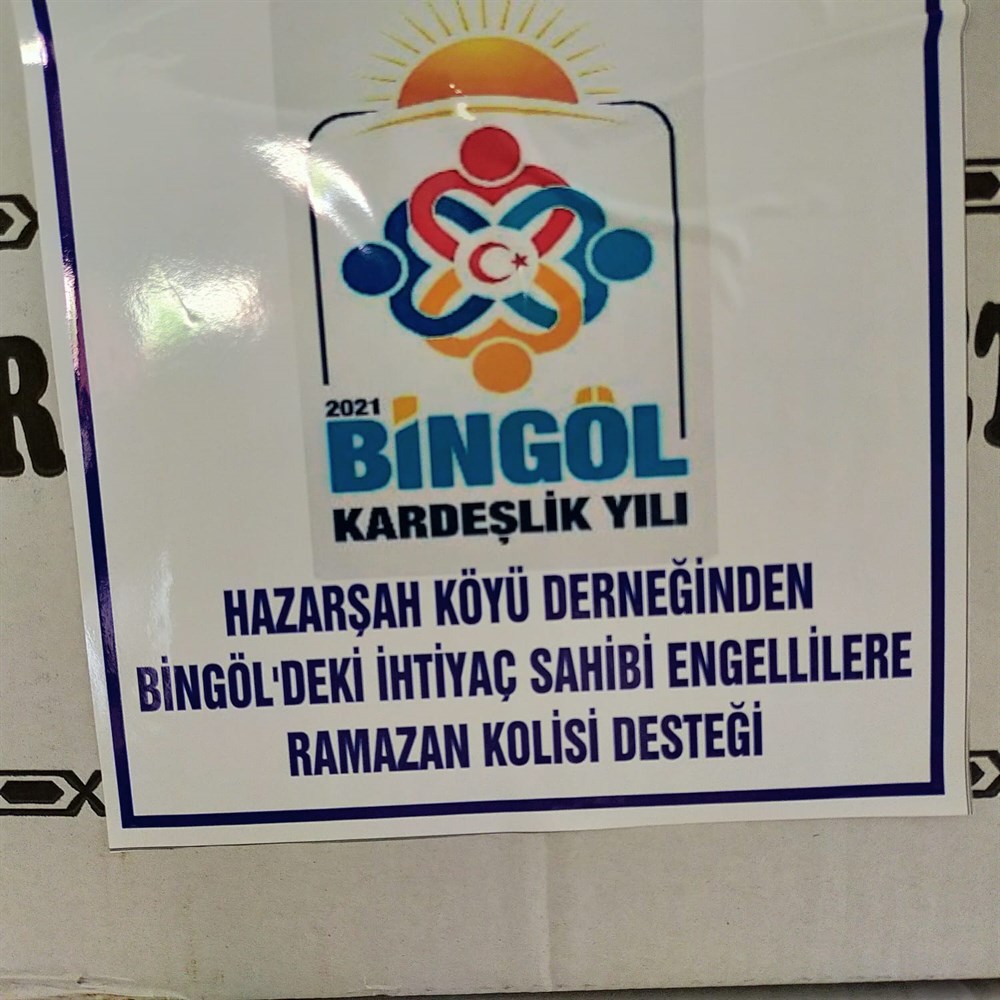 2021
BİNGÖL
KARDEŞLİK YILI
HAZARŞAH KÖYÜ DERNEĞİNDEN
BİNGÖL'DEKİ İHTİYAÇ SAHİBİ ENGELLİLERE
RAMAZAN KOLİSİ DESTEĞİ